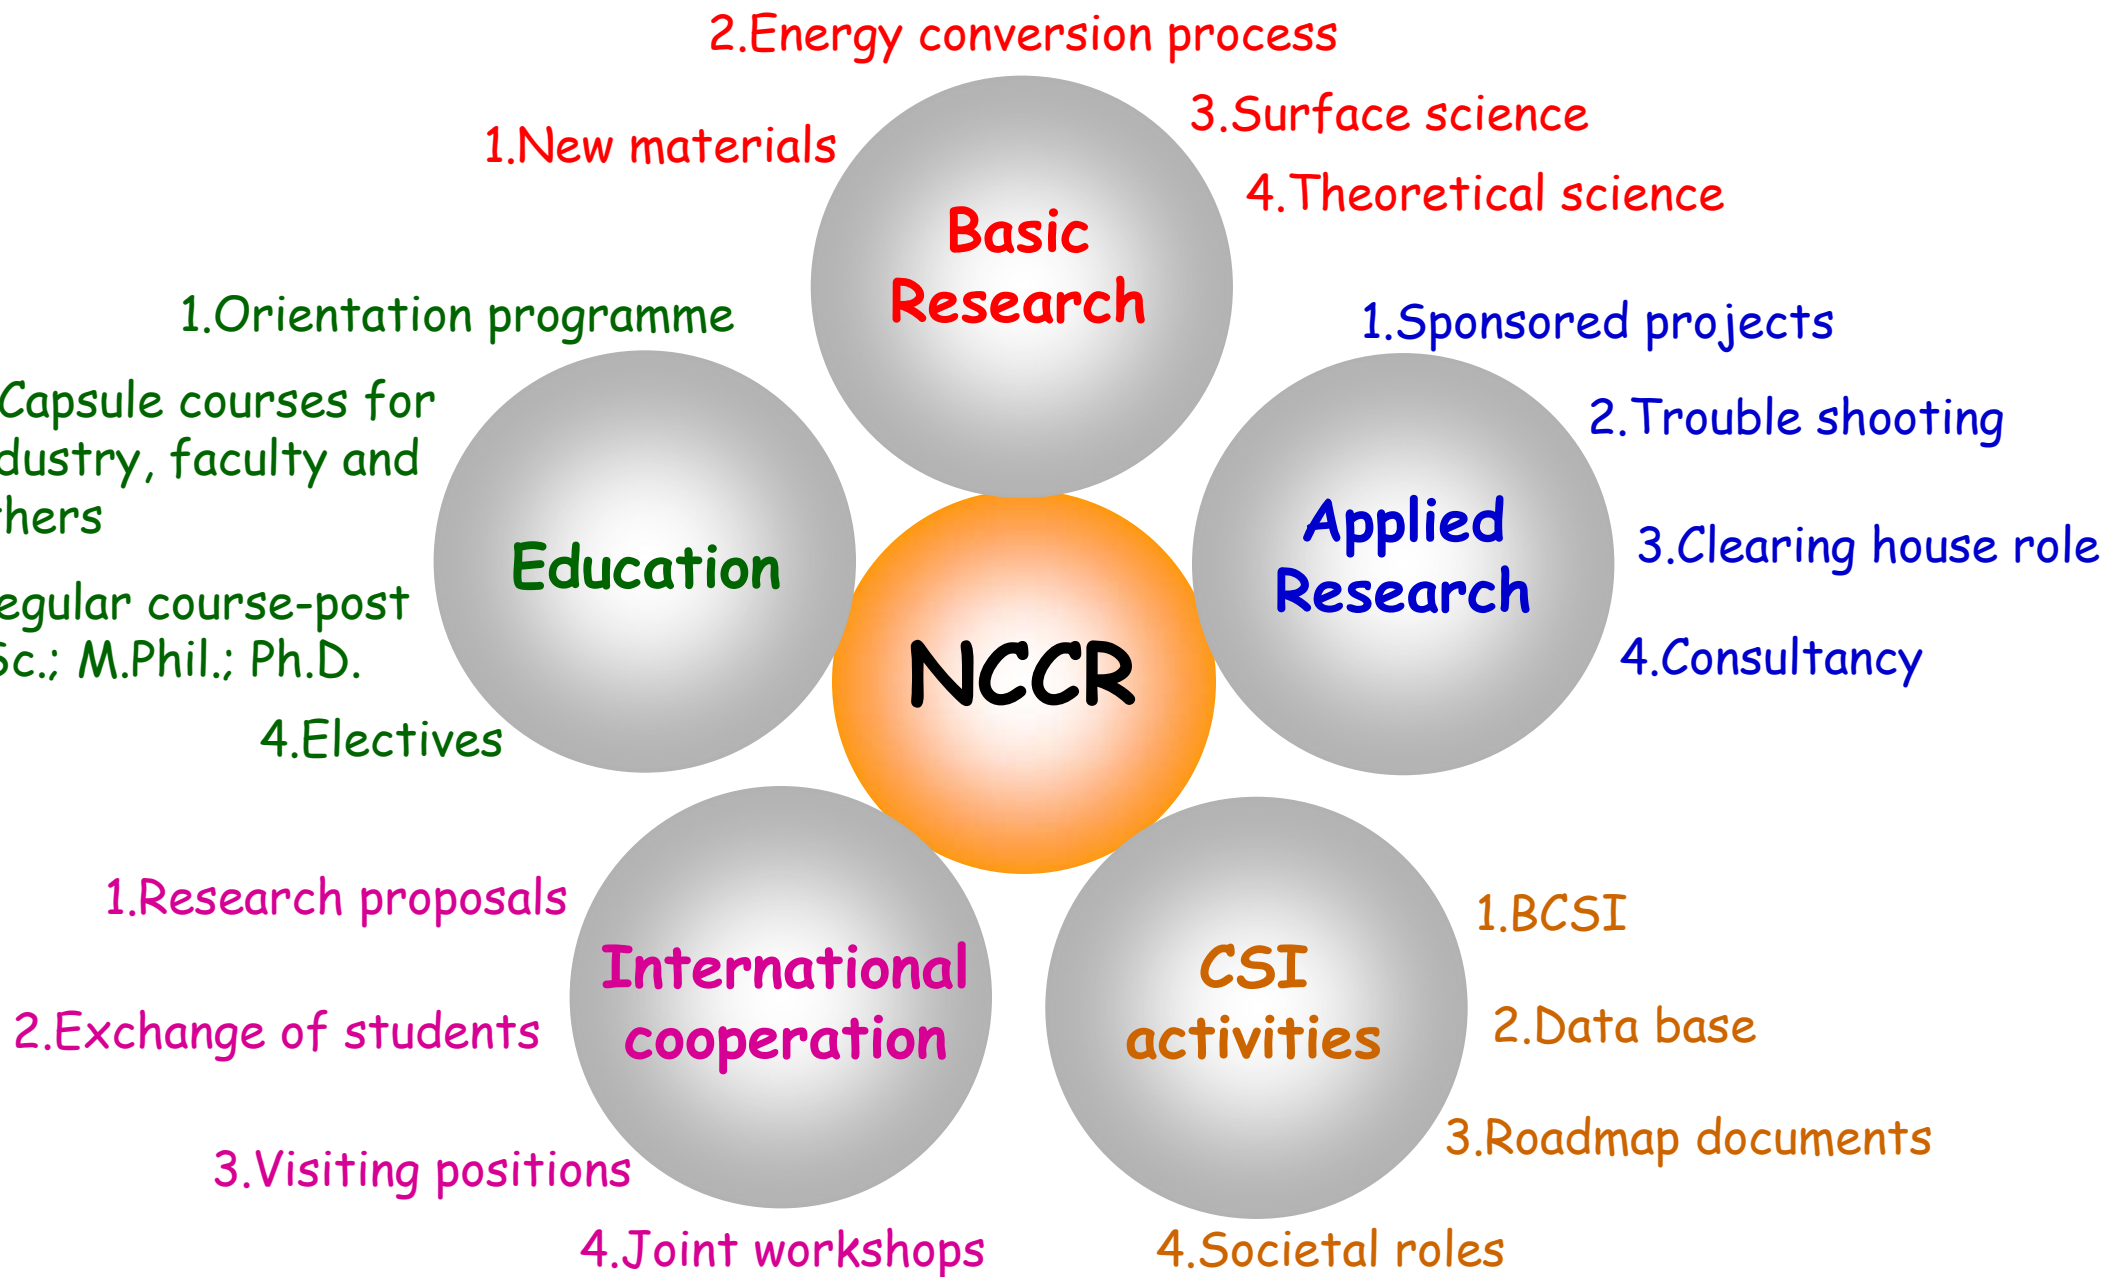 2.Energy conversion process
1.New materials
3.Surface science
4.Theoretical science
Basic
Research
1.Orientation programme
Capsule courses for
dustry, faculty and
hers
egular course-post
Sc.; M.Phil.; Ph.D.
4.Electives
Education
1.Sponsored projects
2.Trouble shooting
3.Clearing house role
4.Consultancy
Applied
Research
NCCR
1.Research proposals
2.Exchange of students
3.Visiting positions
4.Joint workshops
International
cooperation
CSI
activities
1.BCSI
2.Data base
3.Roadmap documents
4.Societal roles